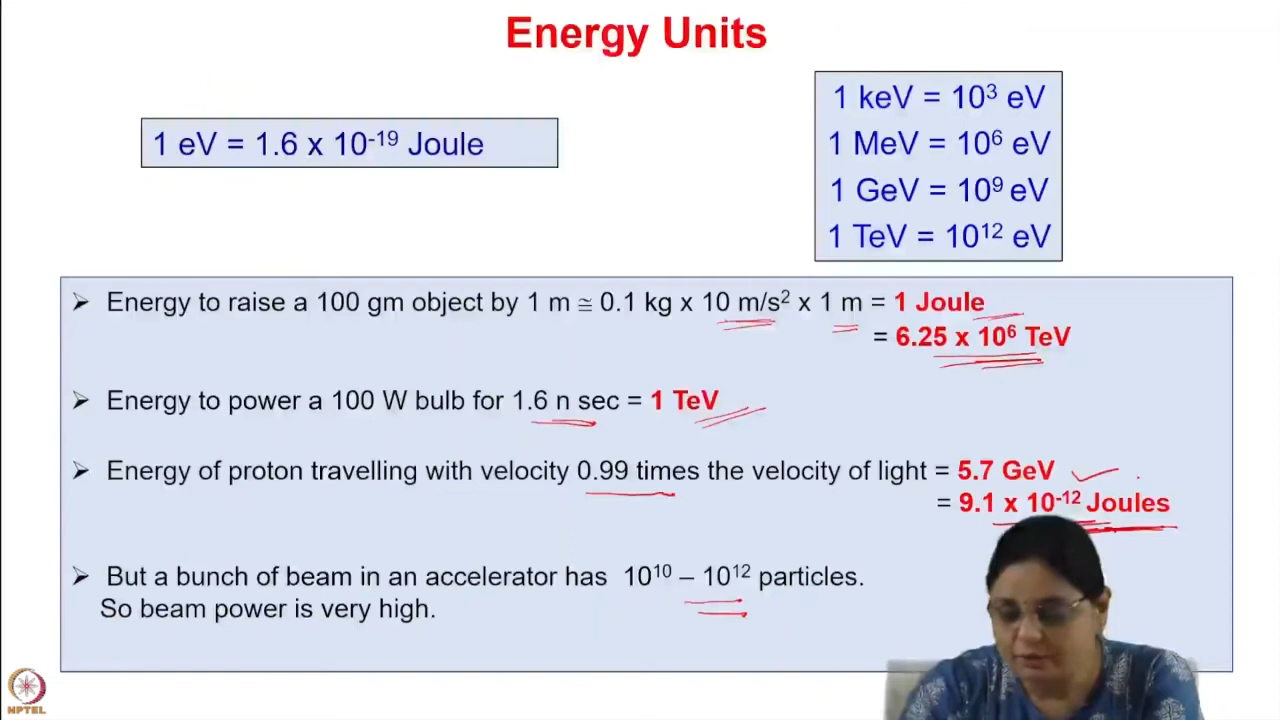 Energy Units
1 eV = 1.6 x 10⁻¹⁹ Joule
1 keV = 10³ eV
1 MeV = 10⁶ eV
1 GeV = 10⁹ eV
1 TeV = 10¹² eV
➢ Energy to raise a 100 gm object by 1 m ≅ 0.1 kg x 10 m/s² x 1 m = 1 Joule
= 6.25 x 10⁶ TeV
➢ Energy to power a 100 W bulb for 1.6 n sec = 1 TeV
➢ Energy of proton travelling with velocity 0.99 times the velocity of light = 5.7 GeV
= 9.1 x 10⁻¹² Joules
➢ But a bunch of beam in an accelerator has 10¹⁰ – 10¹² particles.
So beam power is very high.
NPTEL